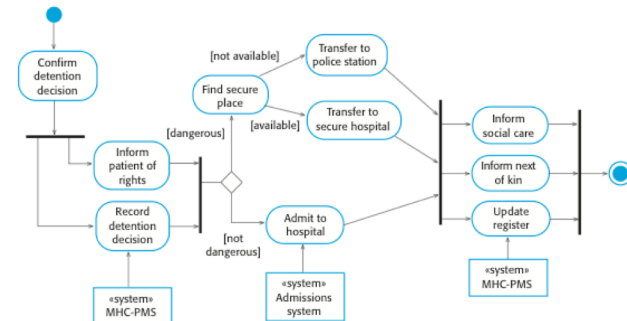 Confirm
detention
decision
[not available]
Transfer to
police station
Find secure
place
[available]
Transfer to
secure hospital
[dangerous]
Inform
patient of
rights
Record
detention
decision
[not
dangerous]
Admit to
hospital
Inform
social care
Inform next
of kin
Update
register
«system»
MHC-PMS
«system»
Admissions
system
«system»
MHC-PMS